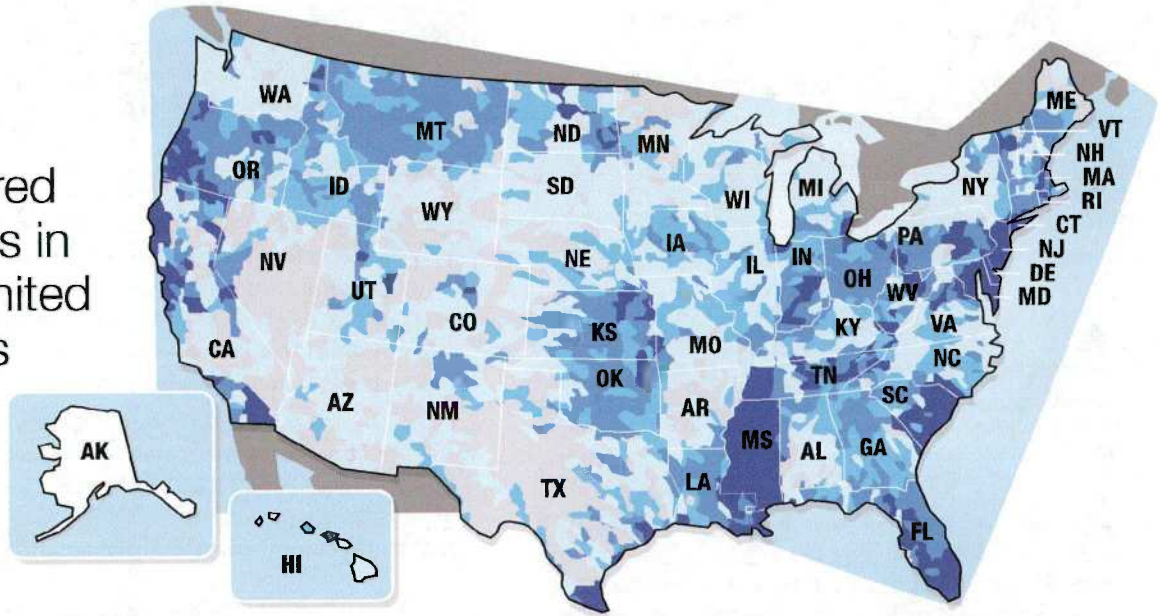 red
s in
nited
s
WA
MT
ND
MN
ME
VT
NH
MA
RI
CT
NJ
DE
MD
OR
ID
WY
SD
WI
MI
NY
PA
NV
UT
CO
NE
IA
IL
IN
OH
WV
VA
CA
AZ
NM
KS
OK
MO
KY
TN
NC
SC
AR
MS
AL
GA
TX
LA
FL
AK
HI